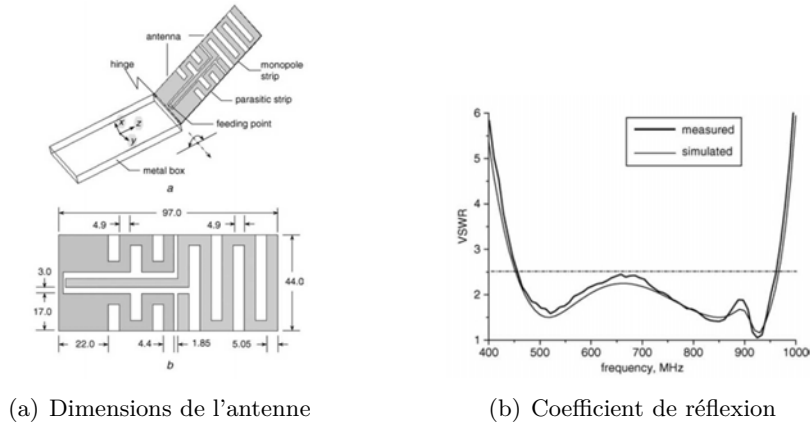 antenna
hinge
monopole
strip
parasitic strip
feeding point
x
z
y
metal box
a
97.0
4.9
4.9
3.0
44.0
17.0
22.0
4.4
1.85
5.05
b
(a) Dimensions de l'antenne
6
measured
simulated
5
4
VSWR
3
2
1
400
500
600
700
800
900
1000
frequency, MHz
(b) Coefficient de réflexion